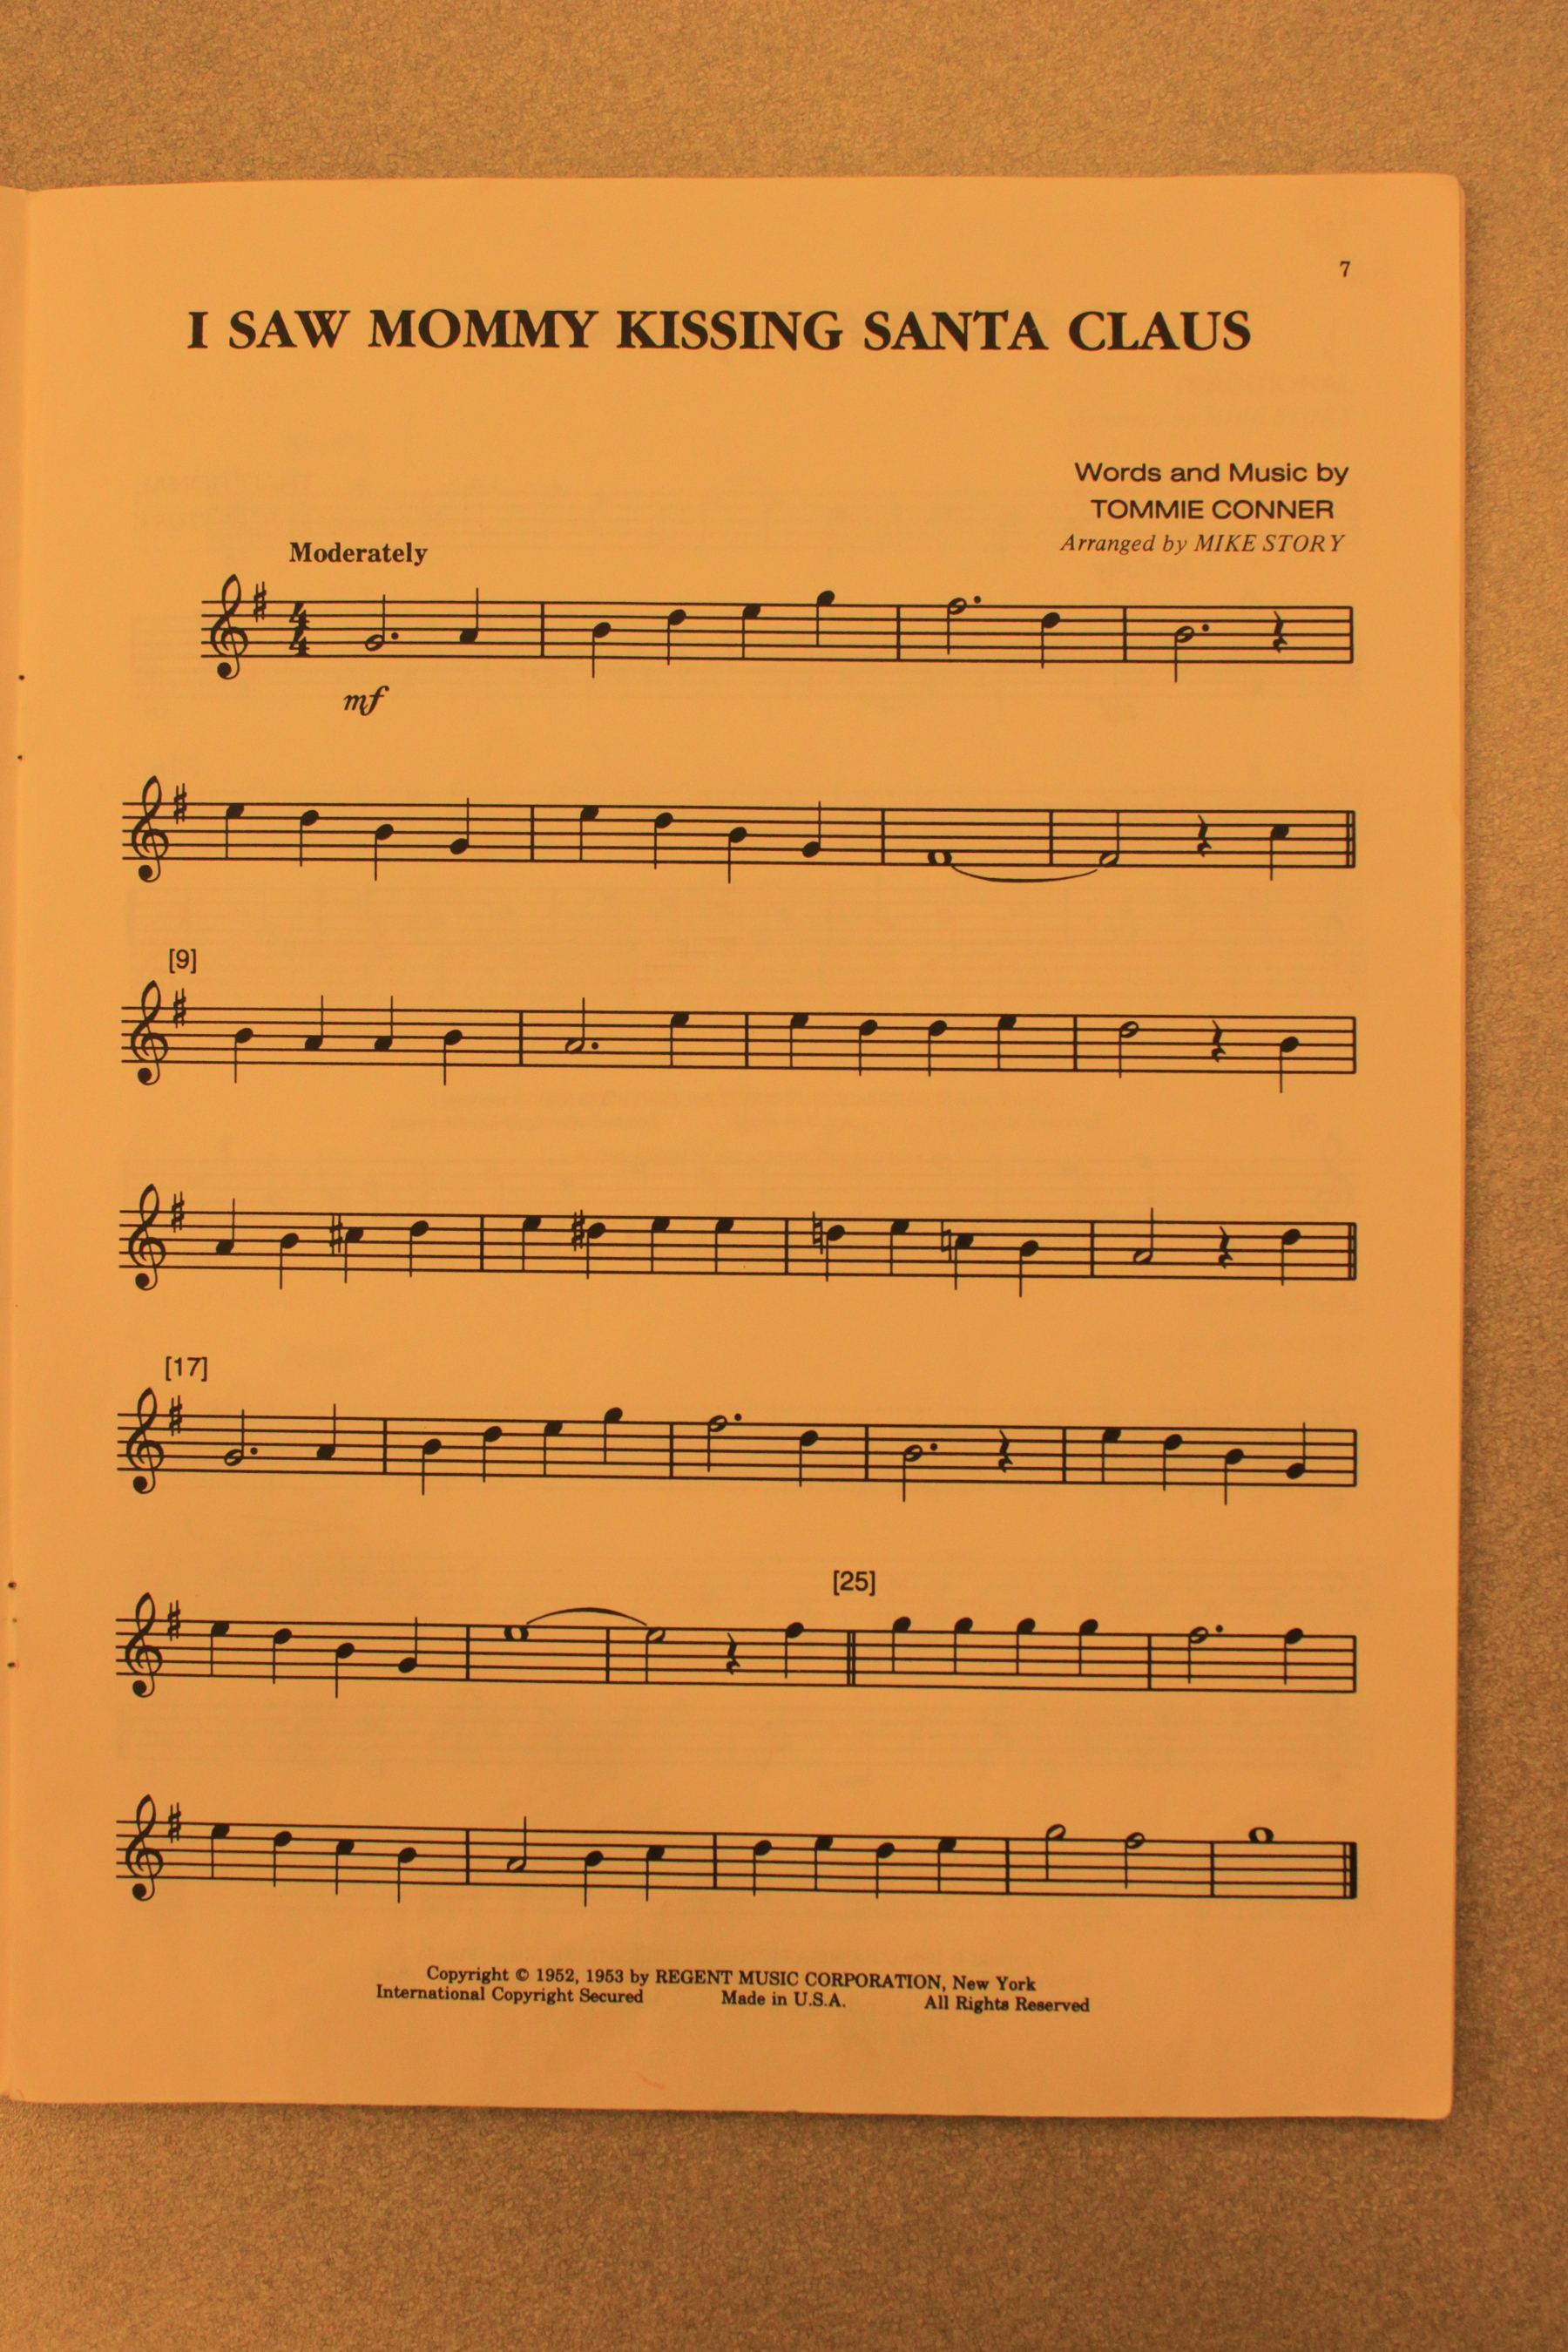 7
I SAW MOMMY KISSING SANTA CLAUS
Words and Music by
TOMMIE CONNER
Arranged by MIKE STORY
Moderately
4
4
mf
[9]
[17]
[25]
Copyright © 1952, 1953 by REGENT MUSIC CORPORATION, New York
International Copyright Secured Made in U.S.A. All Rights Reserved